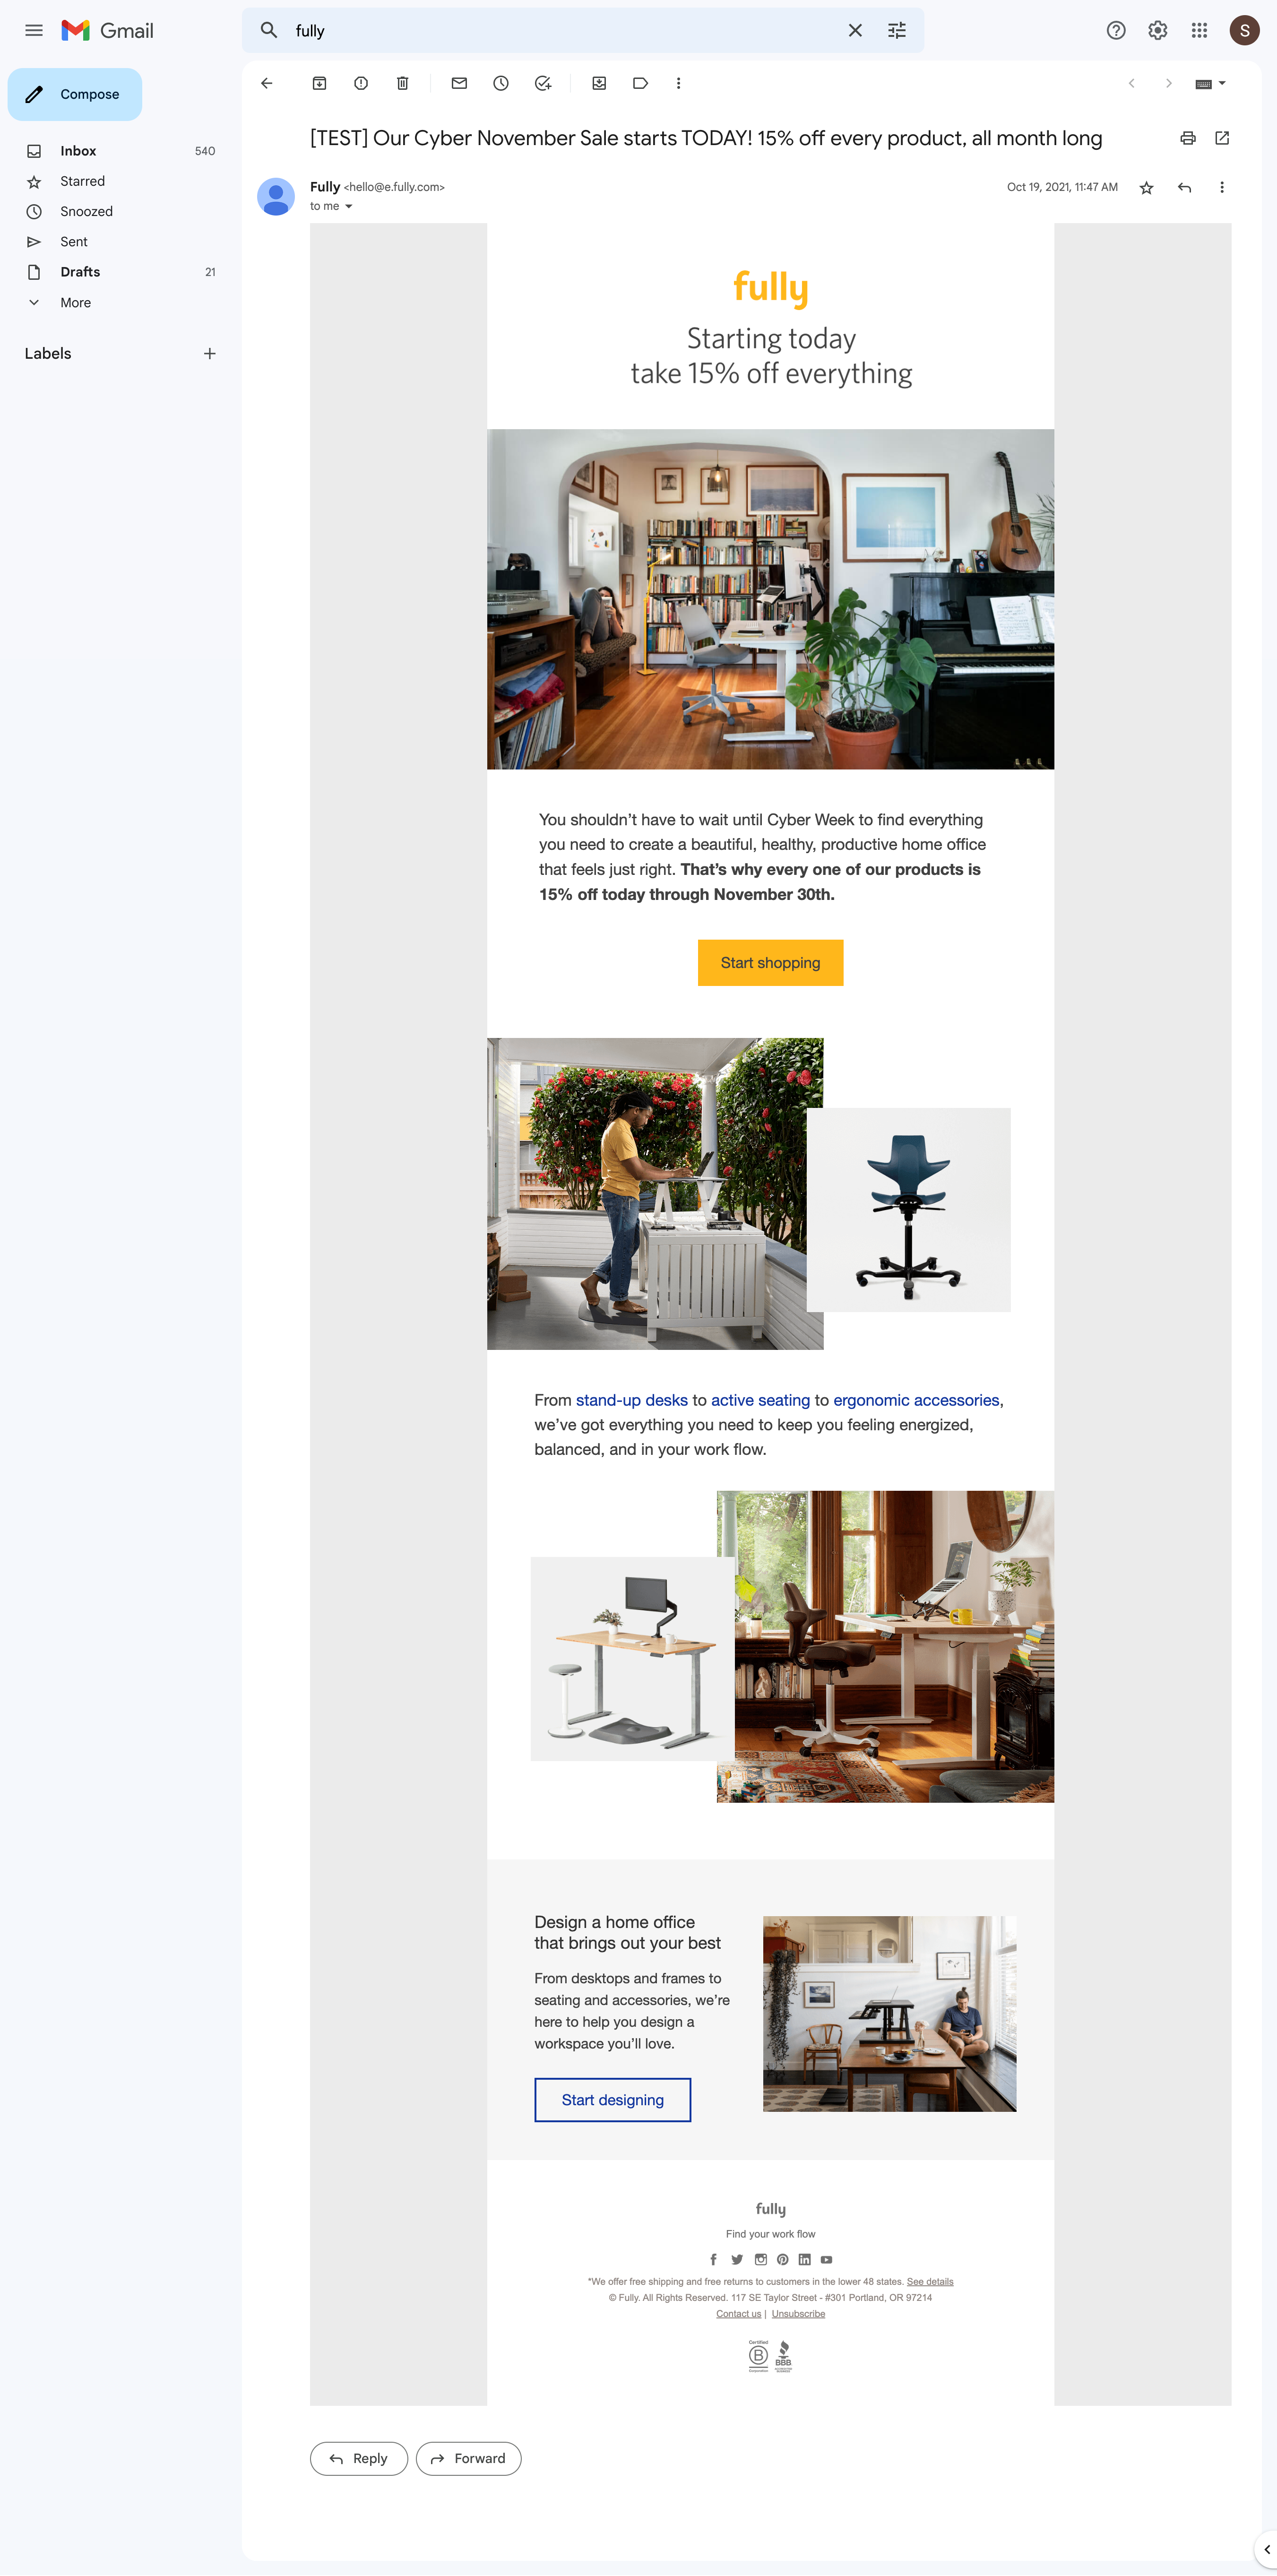 Gmail
fully
S
Compose
Inbox 540
Starred
Snoozed
Sent
Drafts 21
More
Labels
[TEST] Our Cyber November Sale starts TODAY! 15% off every product, all month long
Fully <hello@e.fully.com>
Oct 19, 2021, 11:47 AM
to me
fully
Starting today
take 15% off everything
You shouldn’t have to wait until Cyber Week to find everything
you need to create a beautiful, healthy, productive home office
that feels just right. That’s why every one of our products is
15% off today through November 30th.
Start shopping
From stand-up desks to active seating to ergonomic accessories,
we’ve got everything you need to keep you feeling energized,
balanced, and in your work flow.
Design a home office
that brings out your best
From desktops and frames to
seating and accessories, we’re
here to help you design a
workspace you’ll love.
Start designing
fully
Find your work flow
*We offer free shipping and free returns to customers in the lower 48 states. See details
© Fully. All Rights Reserved. 117 SE Taylor Street - #301 Portland, OR 97214
Contact us | Unsubscribe
Certified
B
Corporation
BBB
Reply
Forward